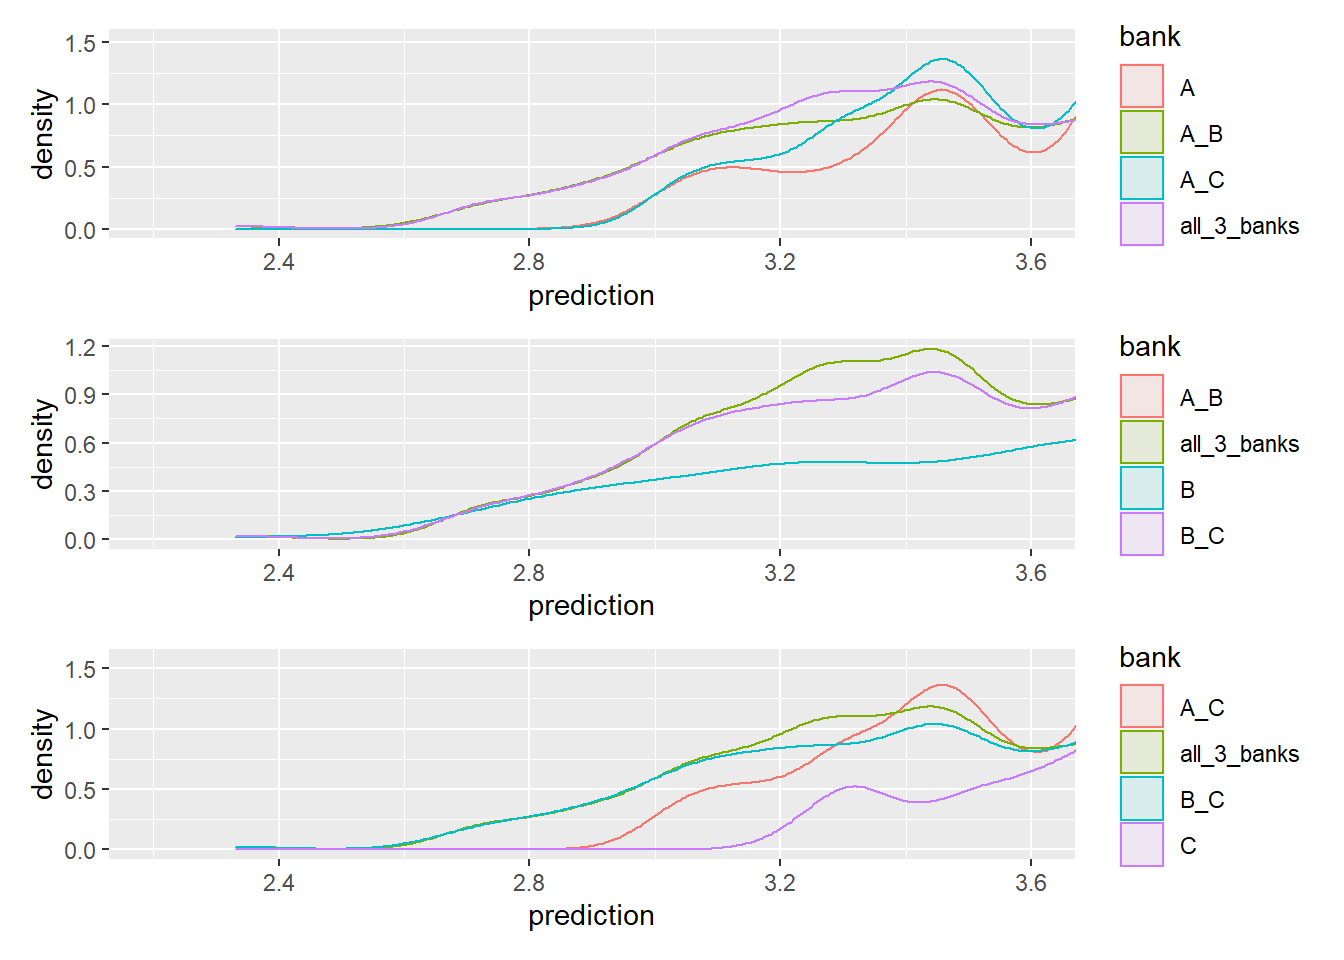 bank
1.5
1.0
0.5
0.0
density
A
A_B
A_C
all_3_banks
2.4 2.8 3.2 3.6
prediction
bank
1.2
0.9
0.6
0.3
0.0
density
A_B
all_3_banks
B
B_C
2.4 2.8 3.2 3.6
prediction
bank
1.5
1.0
0.5
0.0
density
A_C
all_3_banks
B_C
C
2.4 2.8 3.2 3.6
prediction